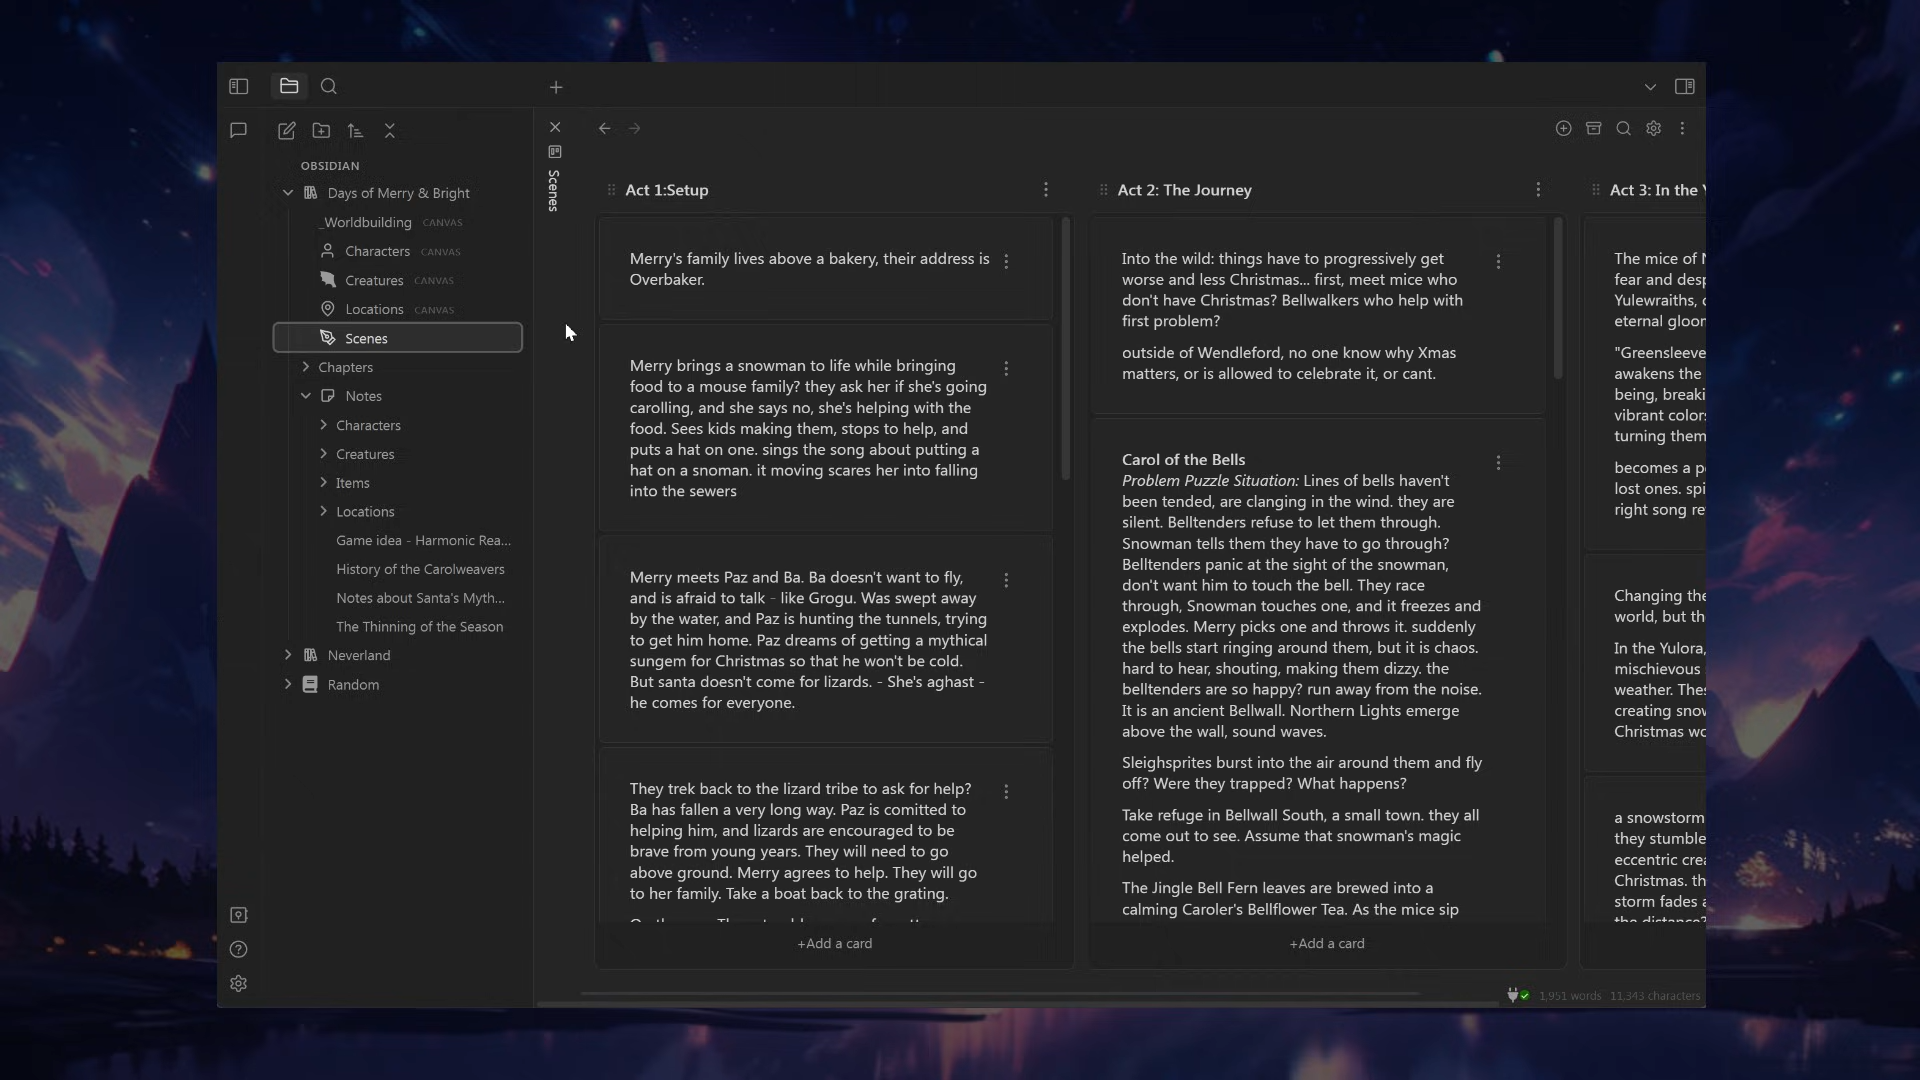 OBSIDIAN
Days of Merry & Bright
_Worldbuilding CANVAS
Characters CANVAS
Creatures CANVAS
Locations CANVAS
Scenes
Chapters
Notes
Characters
Creatures
Items
Locations
Game idea - Harmonic Rea...
History of the Carolweavers
Notes about Santa's Myth...
The Thinning of the Season
Neverland
Random
Scenes
Act 1:Setup
Merry's family lives above a bakery, their address is
Overbaker.
Merry brings a snowman to life while bringing
food to a mouse family? they ask her if she's going
carolling, and she says no, she's helping with the
food. Sees kids making them, stops to help, and
puts a hat on one. sings the song about putting a
hat on a snoman. it moving scares her into falling
into the sewers
Merry meets Paz and Ba. Ba doesn't want to fly,
and is afraid to talk - like Grogu. Was swept away
by the water, and Paz is hunting the tunnels, trying
to get him home. Paz dreams of getting a mythical
sungem for Christmas so that he won't be cold.
But santa doesn't come for lizards. - She's aghast -
he comes for everyone.
They trek back to the lizard tribe to ask for help?
Ba has fallen a very long way. Paz is comitted to
helping him, and lizards are encouraged to be
brave from young years. They will need to go
above ground. Merry agrees to help. They will go
to her family. Take a boat back to the grating.
+Add a card
Act 2: The Journey
Into the wild: things have to progressively get
worse and less Christmas... first, meet mice who
don't have Christmas? Bellwalkers who help with
first problem?
outside of Wendleford, no one know why Xmas
matters, or is allowed to celebrate it, or cant.
Carol of the Bells
Problem Puzzle Situation: Lines of bells haven't
been tended, are clanging in the wind. they are
silent. Belltenders refuse to let them through.
Snowman tells them they have to go through?
Belltenders panic at the sight of the snowman,
don't want him to touch the bell. They race
through, Snowman touches one, and it freezes and
explodes. Merry picks one and throws it. suddenly
the bells start ringing around them, but it is chaos.
hard to hear, shouting, making them dizzy. the
belltenders are so happy? run away from the noise.
It is an ancient Bellwall. Northern Lights emerge
above the wall, sound waves.
Sleighsprites burst into the air around them and fly
off? Were they trapped? What happens?
Take refuge in Bellwall South, a small town. they all
come out to see. Assume that snowman's magic
helped.
The Jingle Bell Fern leaves are brewed into a
calming Caroler's Bellflower Tea. As the mice sip
+Add a card
Act 3: In the
The mice of
fear and
Yulewraiths,
eternal
"Greensleeve
awakens the
being,
vibrant
turning them
becomes a
lost ones.
right song
Changing the
world, but
In the Yulora,
mischievous
weather.
creating
Christmas
a snowstorm
they
eccentric
Christmas.
storm fades
1,951 words 11,343 characters